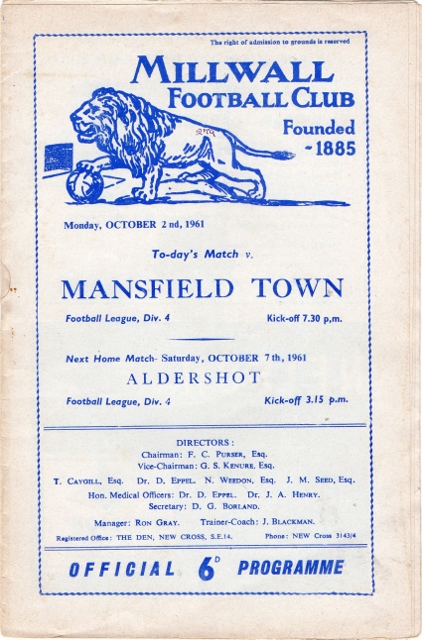 The right of admission to grounds is reserved
MILLWALL
FOOTBALL CLUB
Founded
-1885
Monday, OCTOBER 2nd, 1961
To-day's Match v.
MANSFIELD TOWN
Football League, Div. 4 Kick-off 7.30 p,m.
Next Home Match- Saturday, OCTOBER 7th, 1961
ALDERSHOT
Football League, Div. 4 Kick-off 3.15 p.m.
DIRECTORS :
Chairman: F. C. PURSER, Esq.
Vice-Chairman: G. S. KENURE, Esq.
T. CAYGILL, Esq. Dr. D. EPPEL. N. WEEDON, Esq. J. M. SEED, Esq.
Hon. Medical Officers: Dr. D. EPPEL. Dr. J. A. HENRY.
Secretary: D. G. BORLAND.
Manager: RON GRAY. Trainer-Coach: J. BLACKMAN.
Registered Office: THE DEN, NEW CROSS, S.E.14. Phone: NEW Cross 3143/4
OFFICIAL 6D PROGRAMME